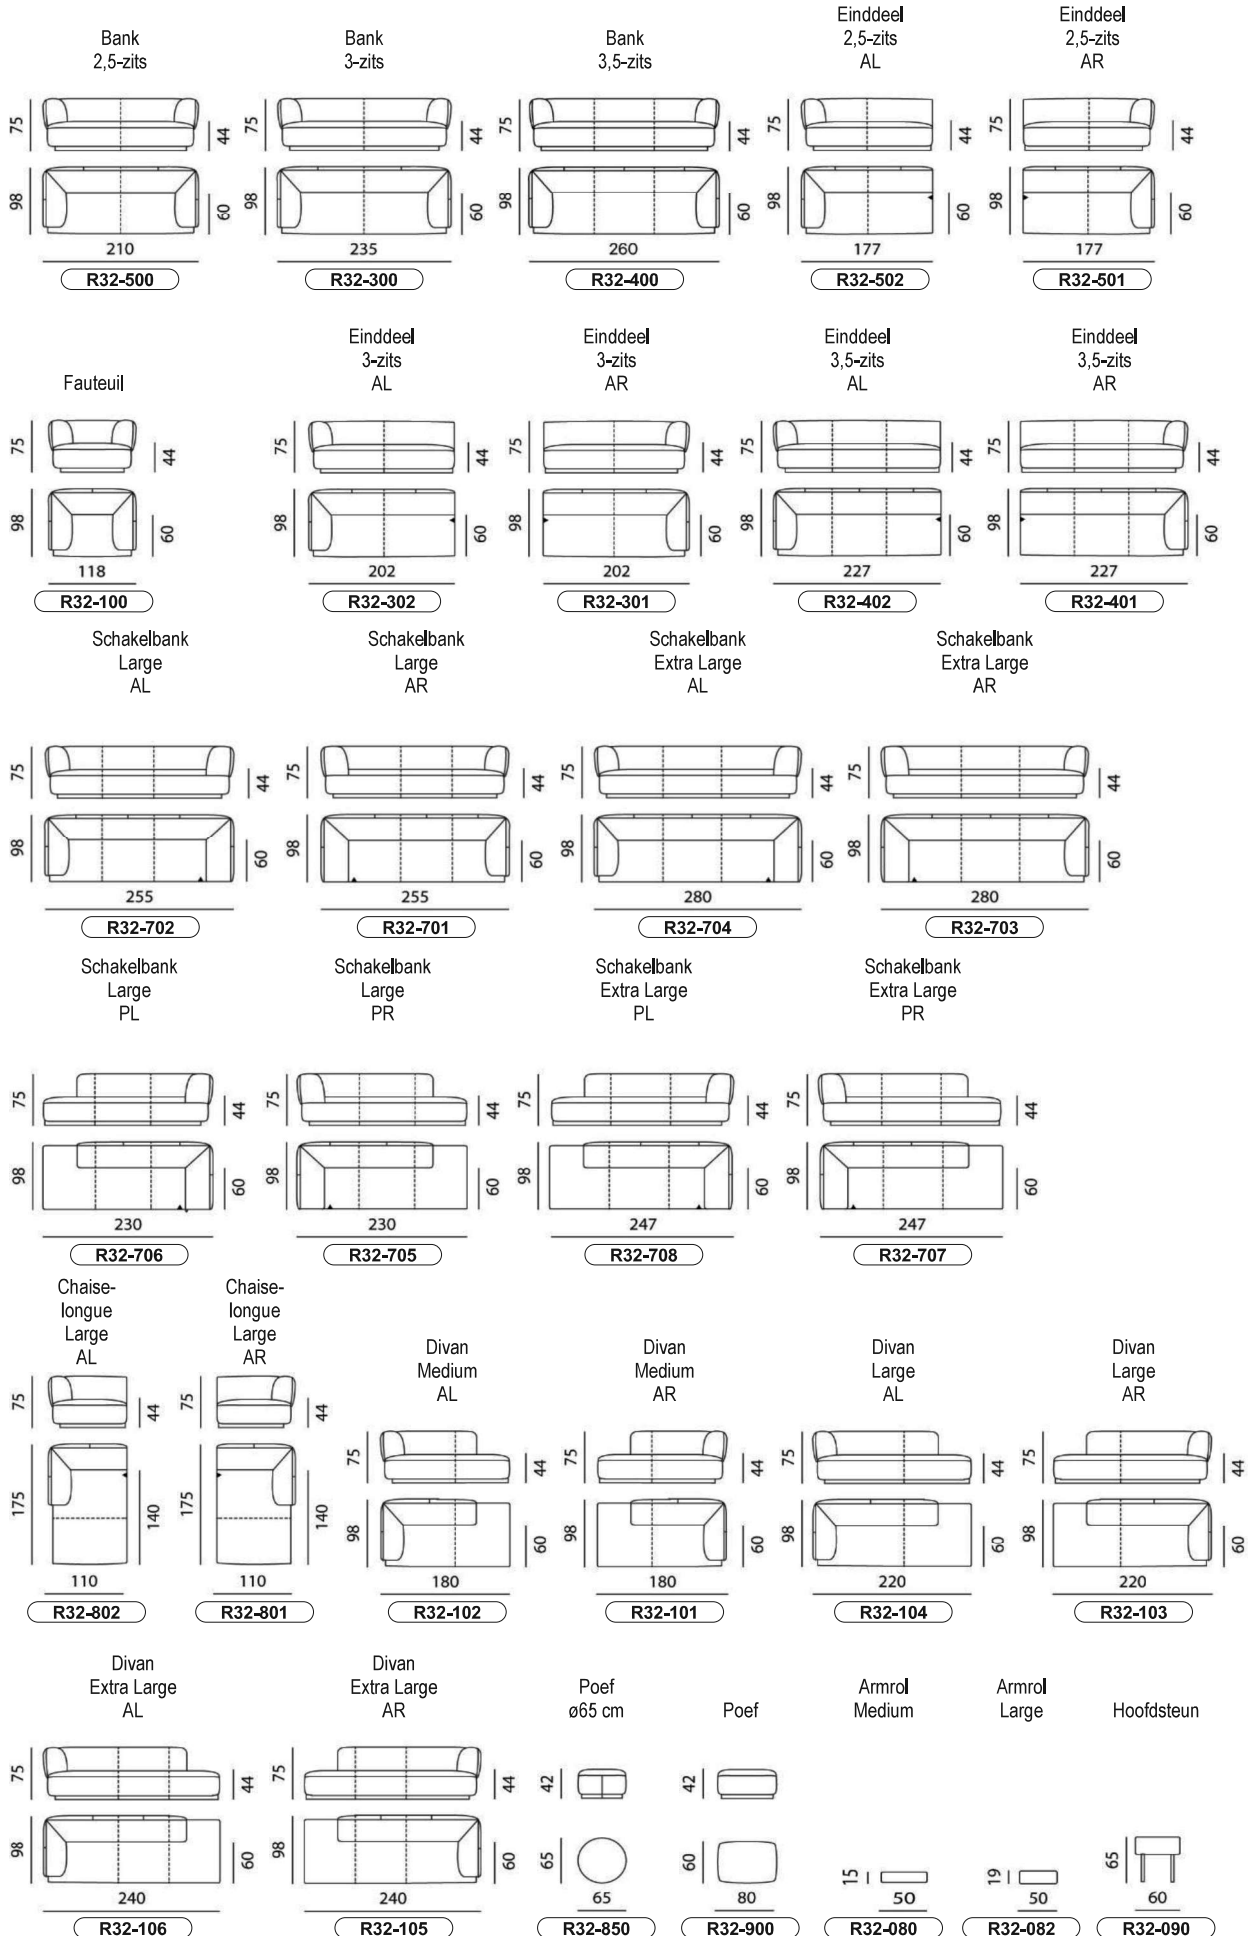 Bank
2,5-zits
75
44
98
60
210
R32-500
Bank
3-zits
75
44
98
60
235
R32-300
Bank
3,5-zits
75
44
98
60
260
R32-400
Einddeel
2,5-zits
AL
75
44
98
60
177
R32-502
Einddeel
2,5-zits
AR
75
44
98
60
177
R32-501
Fauteuil
75
44
98
60
118
R32-100
Einddeel
3-zits
AL
75
44
98
60
202
R32-302
Einddeel
3-zits
AR
75
44
98
60
202
R32-301
Einddeel
3,5-zits
AL
75
44
98
60
227
R32-402
Einddeel
3,5-zits
AR
75
44
98
60
227
R32-401
Schakelbank
Large
AL
75
44
98
60
255
R32-702
Schakelbank
Large
AR
75
44
98
60
255
R32-701
Schakelbank
Extra Large
AL
75
44
98
60
280
R32-704
Schakelbank
Extra Large
AR
75
44
98
60
280
R32-703
Schakelbank
Large
PL
75
44
98
60
230
R32-706
Schakelbank
Large
PR
75
44
98
60
230
R32-705
Schakelbank
Extra Large
PL
75
44
98
60
247
R32-708
Schakelbank
Extra Large
PR
75
44
98
60
247
R32-707
Chaise-
longue
Large
AL
75
44
175
140
110
R32-802
Chaise-
longue
Large
AR
75
44
175
140
110
R32-801
Divan
Medium
AL
75
44
98
60
180
R32-102
Divan
Medium
AR
75
44
98
60
180
R32-101
Divan
Large
AL
75
44
98
60
220
R32-104
Divan
Large
AR
75
44
98
60
220
R32-103
Divan
Extra Large
AL
75
44
98
60
240
R32-106
Divan
Extra Large
AR
75
44
98
60
240
R32-105
Poef
ø65 cm
42
65
65
R32-850
Poef
42
60
80
R32-900
Armrol
Medium
15
50
R32-080
Armrol
Large
19
50
R32-082
Hoofdsteun
65
60
R32-090